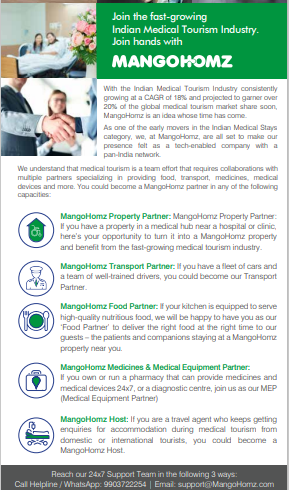 Join the fast-growing
Indian Medical Tourism Industry.
Join hands with
MANGOHOMZ
With the Indian Medical Tourism Industry consistently
growing at a CAGR of 18% and projected to garner over
20% of the global medical tourism market share soon,
MangoHomz is an idea whose time has come.
As one of the early movers in the Indian Medical Stays
category, we, at MangoHomz, are all set to make our
presence felt as a tech-enabled company with a
pan-India network.
We understand that medical tourism is a team effort that requires collaborations with
multiple partners specializing in providing food, transport, medicines, medical
devices and more. You could become a MangoHomz partner in any of the following
capacities:
MangoHomz Property Partner: MangoHomz Property Partner:
If you have a property in a medical hub near a hospital or clinic,
here's your opportunity to turn it into a MangoHomz property
and benefit from the fast-growing medical tourism industry.
MangoHomz Transport Partner: If you have a fleet of cars and
a team of well-trained drivers, you could become our Transport
Partner.
MangoHomz Food Partner: If your kitchen is equipped to serve
high-quality nutritious food, we will be happy to have you as our
'Food Partner' to deliver the right food at the right time to our
guests – the patients and companions staying at a MangoHomz
property near you.
MangoHomz Medicines & Medical Equipment Partner:
If you own or run a pharmacy that can provide medicines and
medical devices 24x7, or a diagnostic centre, join us as our MEP
(Medical Equipment Partner)
MangoHomz Host: If you are a travel agent who keeps getting
enquiries for accommodation during medical tourism from
domestic or international tourists, you could become a
MangoHomz Host.
Reach our 24x7 Support Team in the following 3 ways:
Call Helpline / WhatsApp: 9903722254 | Email: support@MangoHomz.com